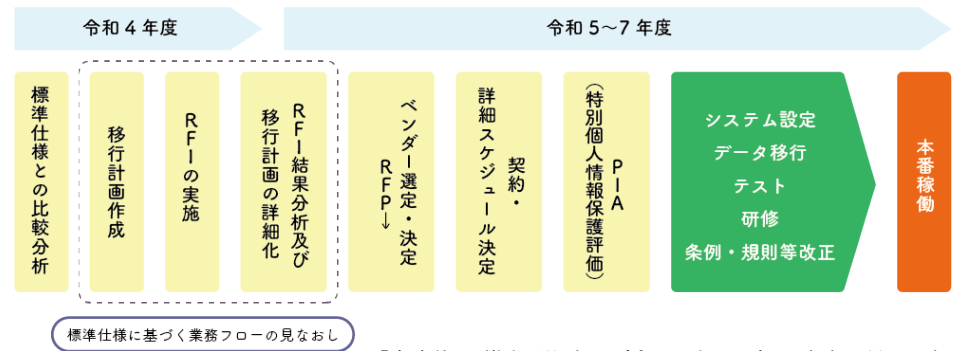 令和4年度
令和5~7年度
標準仕様との比較分析
移行計画作成
RFIの実施
RFI結果分析及び
移行計画の詳細化
ベンダー選定・決定
RFP→
契約・
詳細スケジュール決定
PIA
(特別個人情報保護評価)
システム設定
データ移行
テスト
研修
条例・規則等改正
本番稼働
標準仕様に基づく業務フローの見なおし